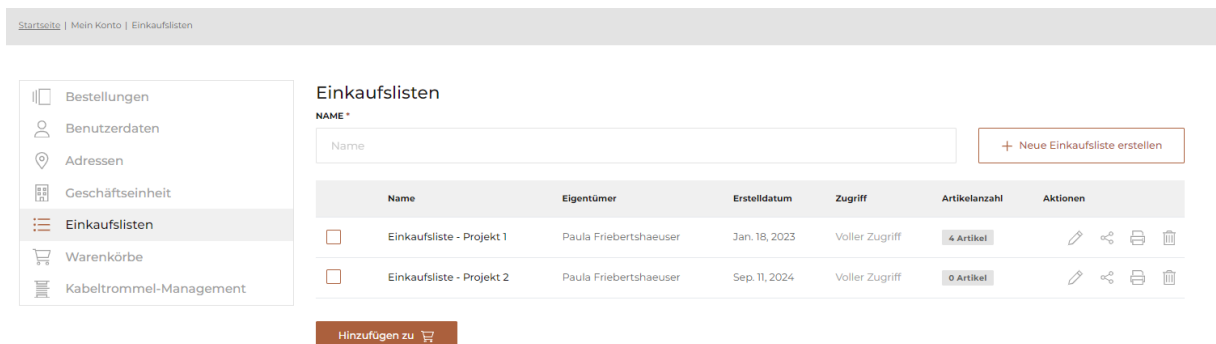 Startseite | Mein Konto | Einkaufslisten
Bestellungen
Benutzerdaten
Adressen
Geschäftseinheit
Einkaufslisten
Warenkörbe
Kabeltrommel-Management
Einkaufslisten
NAME *
Name
+ Neue Einkaufsliste erstellen
Name Eigentümer Erstelldatum Zugriff Artikelanzahl Aktionen
Einkaufsliste - Projekt 1 Paula Friebertshaeuser Jan. 18, 2023 Voller Zugriff 4 Artikel
Einkaufsliste - Projekt 2 Paula Friebertshaeuser Sep. 11, 2024 Voller Zugriff 0 Artikel
Hinzufügen zu